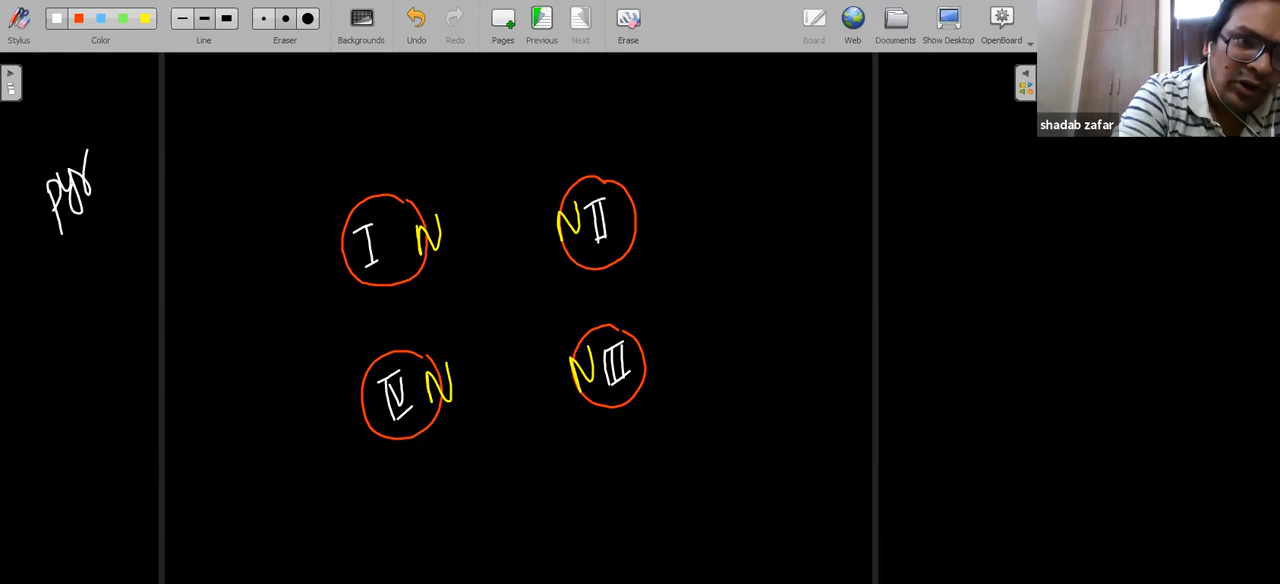 Stylus
Color
Line
Eraser
Backgrounds
Undo
Redo
Pages
Previous
Next
Erase
Board
Web
Documents
Show Desktop
OpenBoard
shadab zafar
pyr
I N
N II
IV N
N III